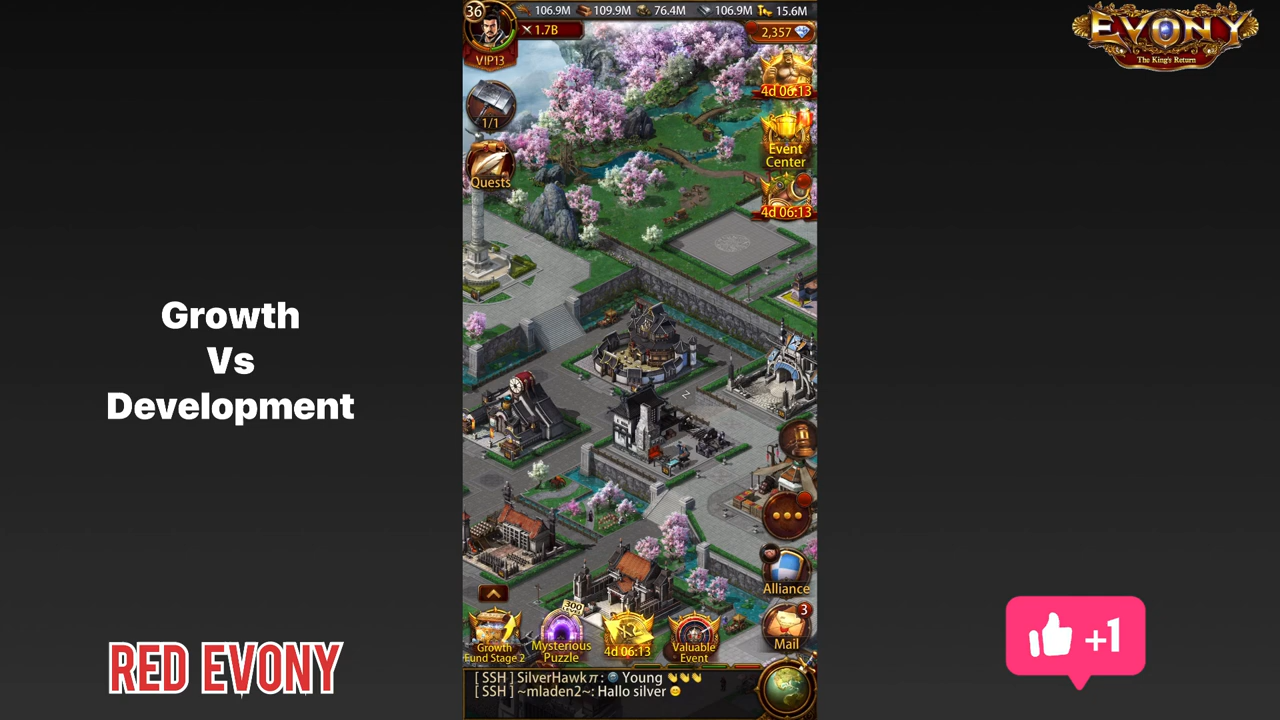 36
106.9M 109.9M 76.4M 106.9M 15.6M
1.7B
2,357
VIP13
4d 06:13
1/1
Event
Center
Quests
4d 06:13
EVONY
The King's Return
Growth
Vs
Development
Alliance
300
3
Growth
Fund Stage 2
Mysterious
Puzzle
4d 06:13
Valuable
Event
Mail
+1
RED EVONY
[ SSH ] SilverHawkπ: Young 👏👏👏
[ SSH ] ~mladen2~: Hallo silver 😊